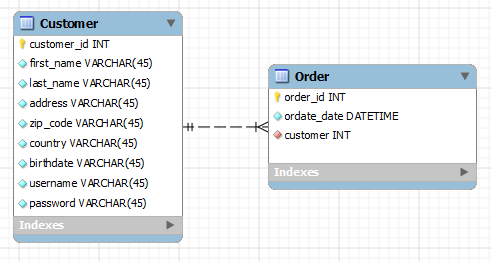 Customer
customer_id INT
first_name VARCHAR(45)
last_name VARCHAR(45)
address VARCHAR(45)
zip_code VARCHAR(45)
country VARCHAR(45)
birthdate VARCHAR(45)
username VARCHAR(45)
password VARCHAR(45)
Indexes
Order
order_id INT
ordate_date DATETIME
customer INT
Indexes